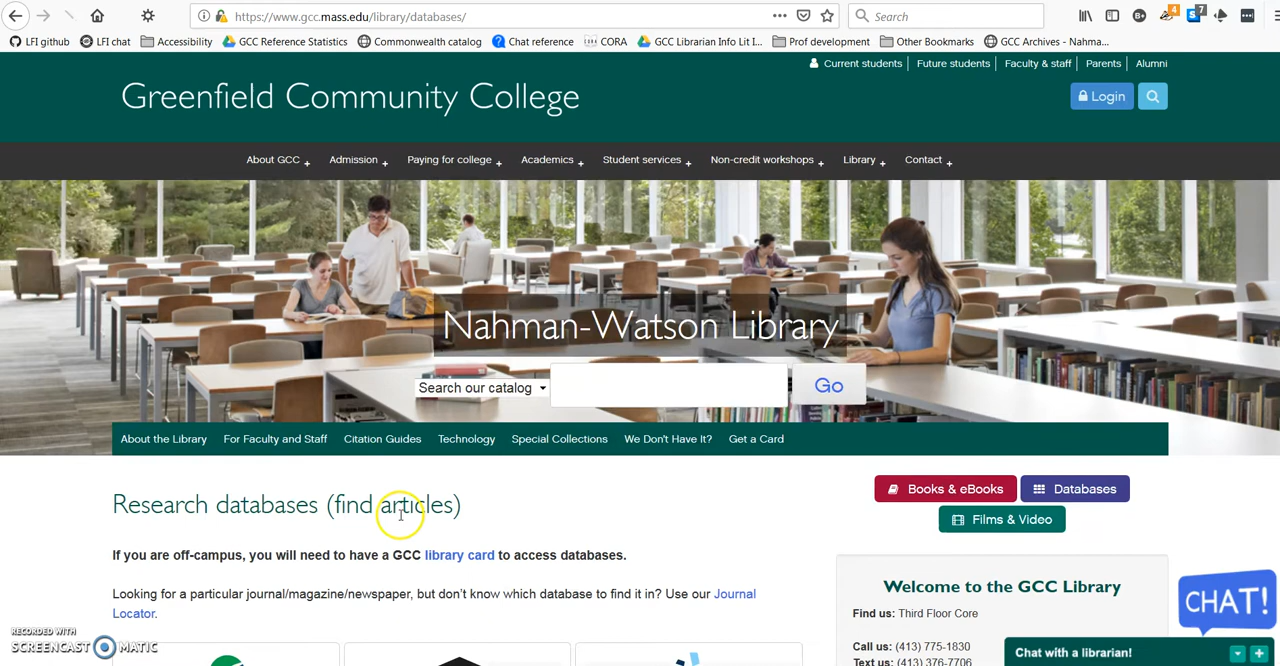 https://www.gcc.mass.edu/library/databases/
Search
4
7
LFI github
LFI chat
Accessibility
GCC Reference Statistics
Commonwealth catalog
Chat reference
CORA
GCC Librarian Info Lit I...
Prof development
Other Bookmarks
GCC Archives - Nahma...
Current students
Future students
Faculty & staff
Parents
Alumni
Greenfield Community College
Login
About GCC +
Admission +
Paying for college +
Academics +
Student services +
Non-credit workshops +
Library +
Contact +
Nahman-Watson Library
Search our catalog
Go
About the Library
For Faculty and Staff
Citation Guides
Technology
Special Collections
We Don't Have It?
Get a Card
Research databases (find articles)
Books & eBooks
Databases
Films & Video
If you are off-campus, you will need to have a GCC library card to access databases.
Looking for a particular journal/magazine/newspaper, but don't know which database to find it in? Use our Journal
Locator.
Welcome to the GCC Library
Find us: Third Floor Core
Call us: (413) 775-1830
Text us: (413) 376-7706
CHAT!
Chat with a librarian!
RECORDED WITH
SCREENCAST MATIC